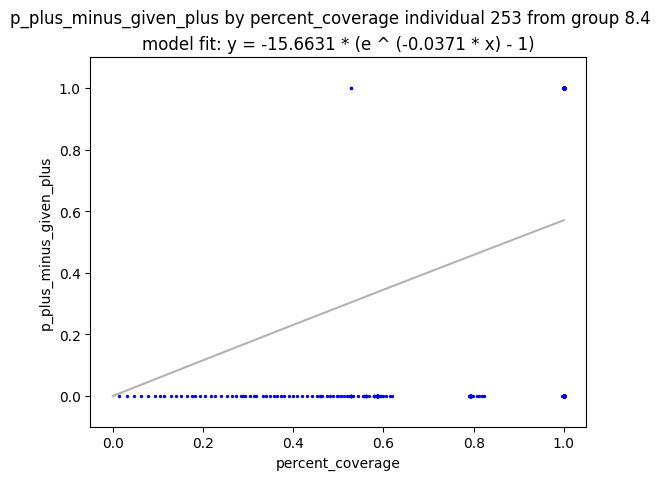 p_plus_minus_given_plus by percent_coverage individual 253 from group 8.4
model fit: y = -15.6631 * (e ^ (-0.0371 * x) - 1)
1.0
0.8
0.6
0.4
0.2
0.0
p_plus_minus_given_plus
0.0 0.2 0.4 0.6 0.8 1.0
percent_coverage